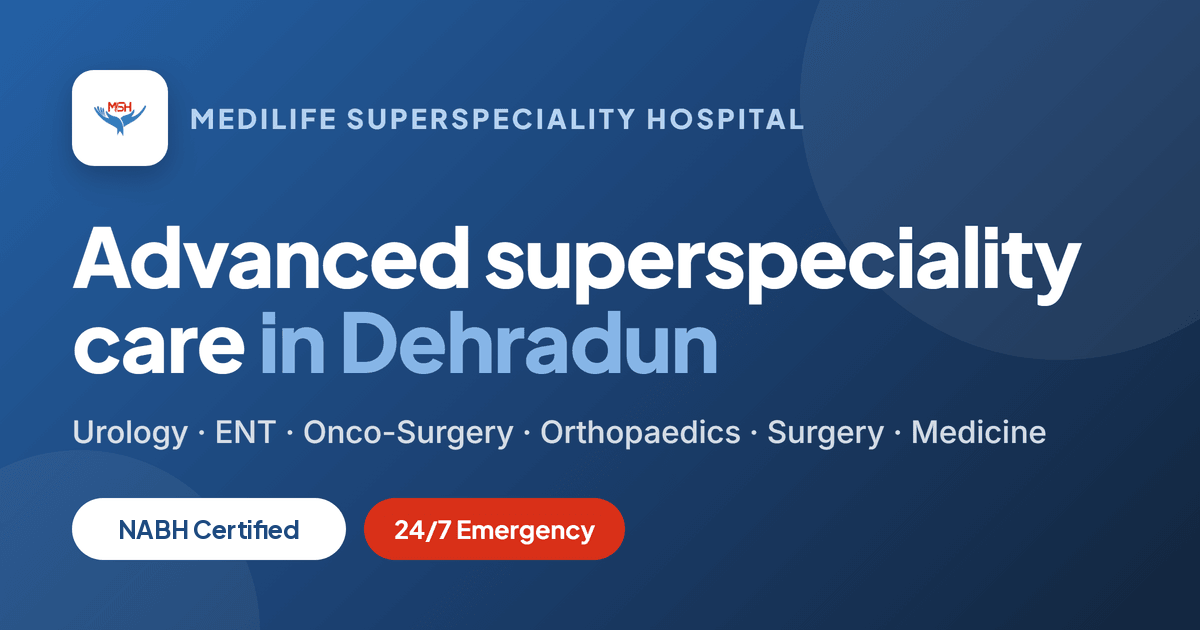 MSH
MEDILIFE SUPERSPECIALITY HOSPITAL
Advanced superspeciality
care in Dehradun
Urology · ENT · Onco-Surgery · Orthopaedics · Surgery · Medicine
NABH Certified
24/7 Emergency